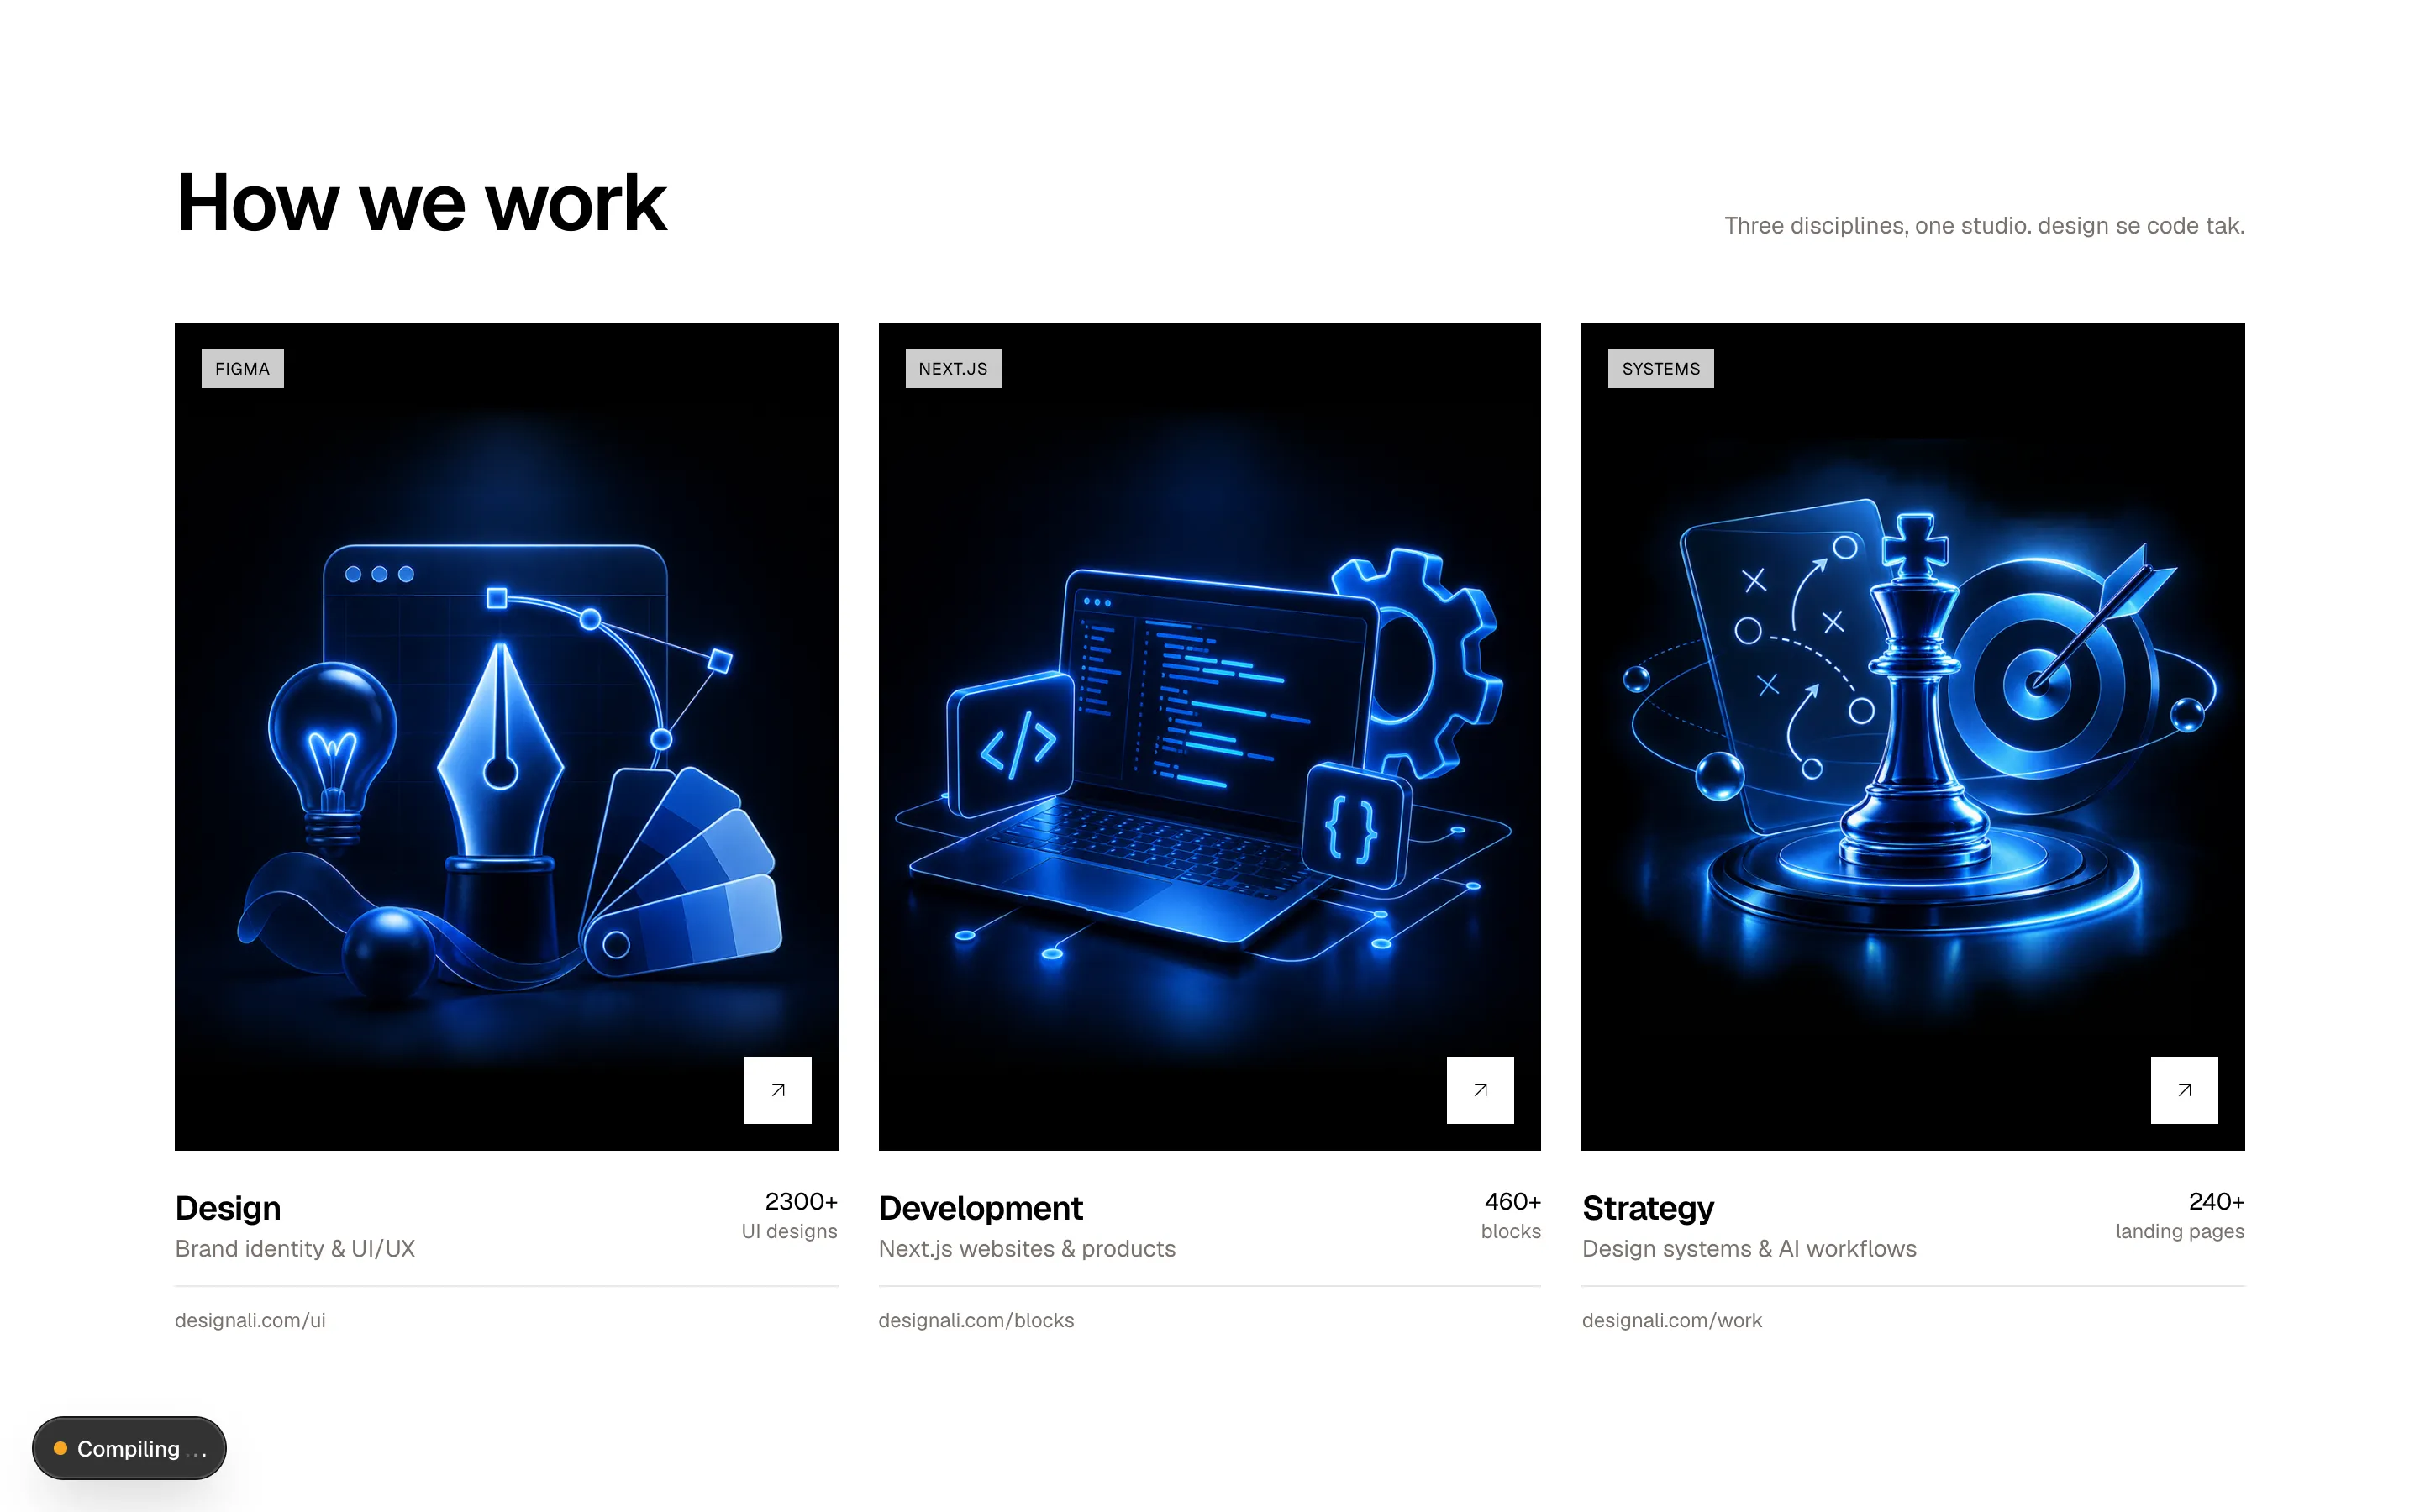 How we work
Three disciplines, one studio. design se code tak.
FIGMA
NEXT.JS
</>
{}
SYSTEMS
Design
Brand identity & UI/UX
2300+
UI designs
designali.com/ui
Development
Next.js websites & products
460+
blocks
designali.com/blocks
Strategy
Design systems & AI workflows
240+
landing pages
designali.com/work
Compiling ...